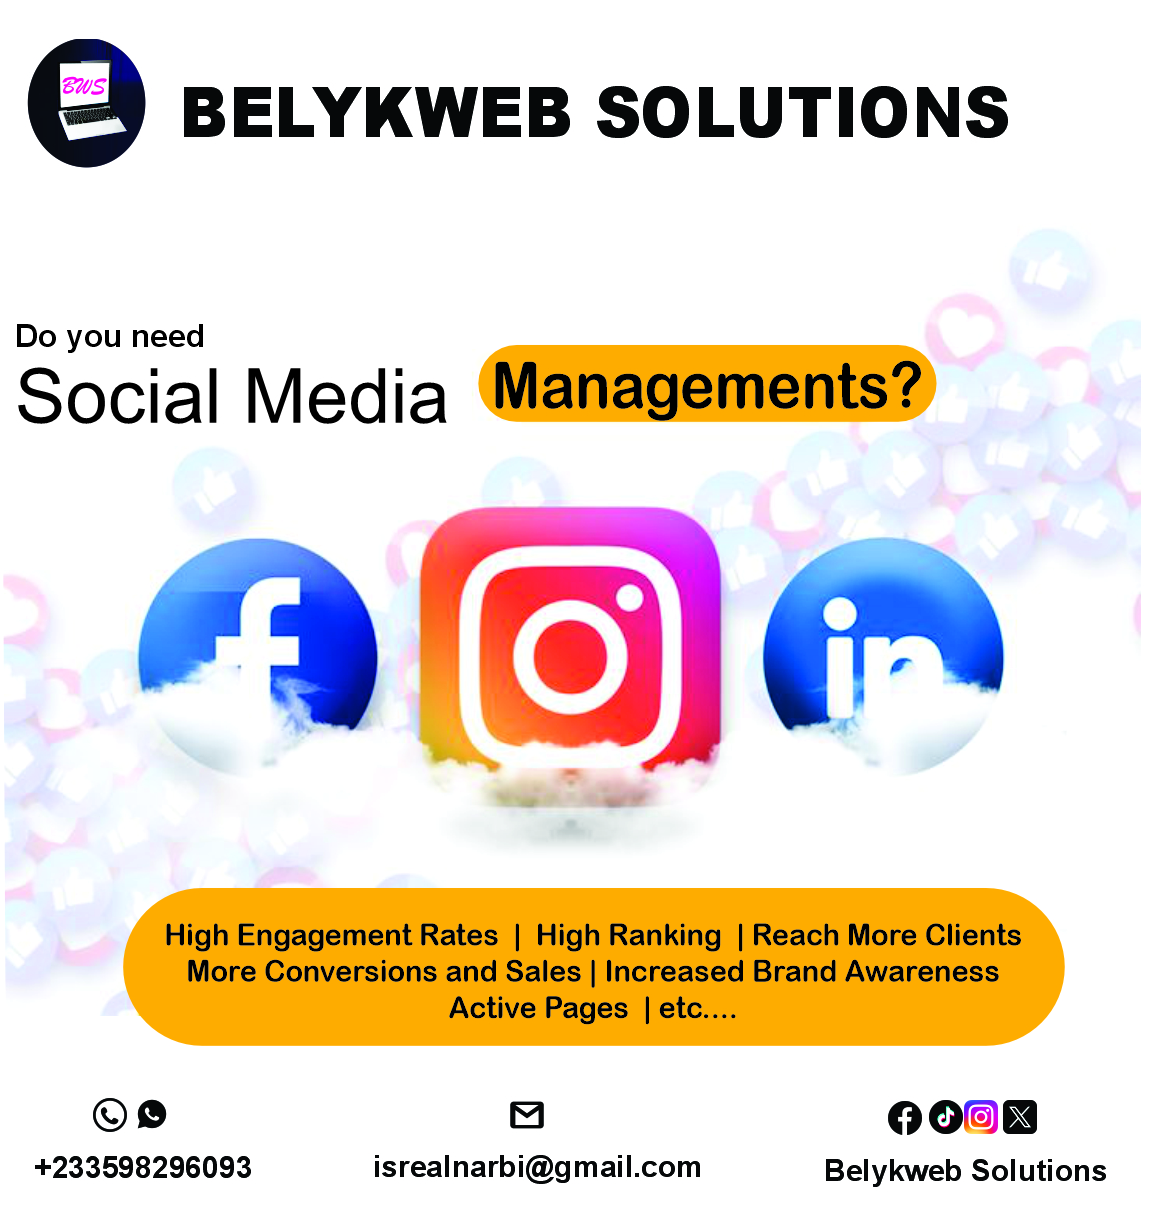 BWS
BELYKWEB SOLUTIONS
Do you need
Social Media Managements?
f
in
High Engagement Rates | High Ranking | Reach More Clients
More Conversions and Sales | Increased Brand Awareness
Active Pages | etc....
+233598296093
isrealnarbi@gmail.com
Belykweb Solutions